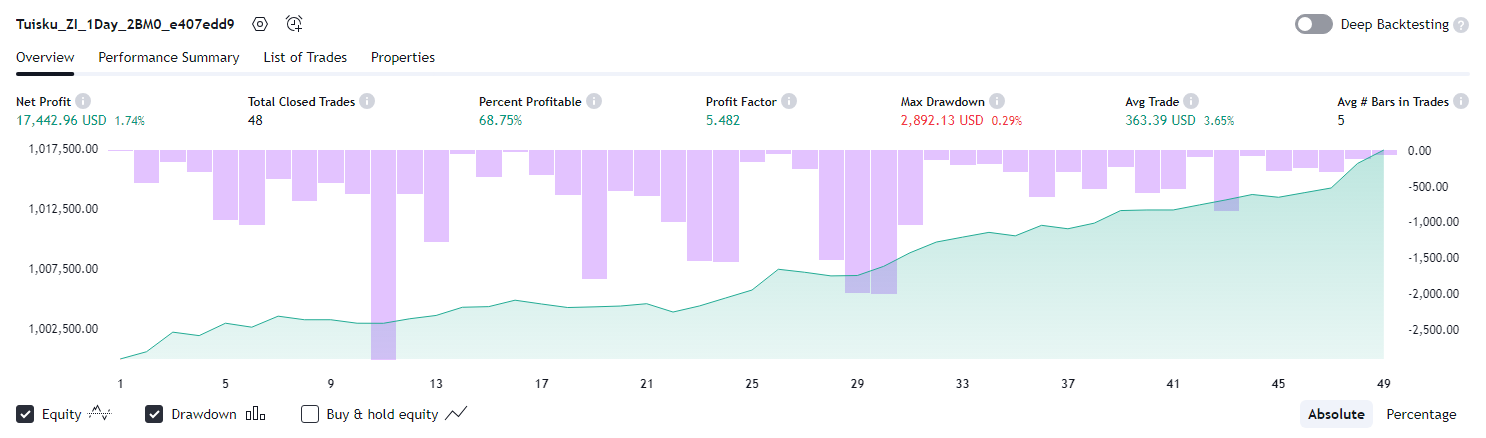 Tuisku_ZI_1Day_2BM0_e407edd9 Deep Backtesting ?
Overview Performance Summary List of Trades Properties
Net Profit Total Closed Trades Percent Profitable Profit Factor Max Drawdown Avg Trade Avg # Bars in Trades
17,442.96 USD 1.74% 48 68.75% 5.482 2,892.13 USD 0.29% 363.39 USD 3.65% 5
1,017,500.00 0.00
-500.00
1,012,500.00 -1,000.00
-1,500.00
1,007,500.00
-2,000.00
1,002,500.00 -2,500.00
1 5 9 13 17 21 25 29 33 37 41 45 49
Equity Drawdown Buy & hold equity Absolute Percentage